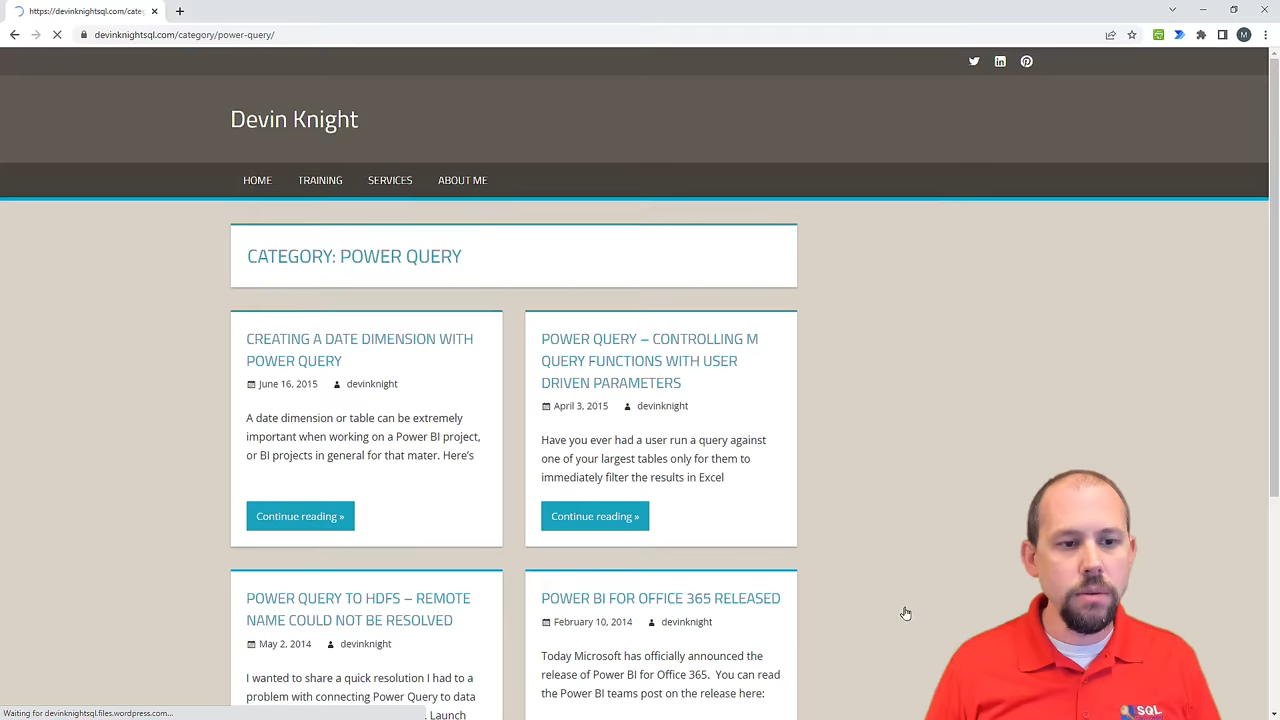 https://devinknightsql.com/cate
devinknightsql.com/category/power-query/
M
Devin Knight
HOME TRAINING SERVICES ABOUT ME
CATEGORY: POWER QUERY
CREATING A DATE DIMENSION WITH
POWER QUERY
June 16, 2015 devinknight
A date dimension or table can be extremely
important when working on a Power BI project,
or BI projects in general for that mater. Here's
Continue reading »
POWER QUERY – CONTROLLING M
QUERY FUNCTIONS WITH USER
DRIVEN PARAMETERS
April 3, 2015 devinknight
Have you ever had a user run a query against
one of your largest tables only for them to
immediately filter the results in Excel
Continue reading »
POWER QUERY TO HDFS – REMOTE
NAME COULD NOT BE RESOLVED
May 2, 2014 devinknight
I wanted to share a quick resolution I had to a
problem with connecting Power Query to data
Launch
POWER BI FOR OFFICE 365 RELEASED
February 10, 2014 devinknight
Today Microsoft has officially announced the
release of Power BI for Office 365. You can read
the Power BI teams post on the release here:
Waiting for devinknightsql.files.wordpress.com...
SQL